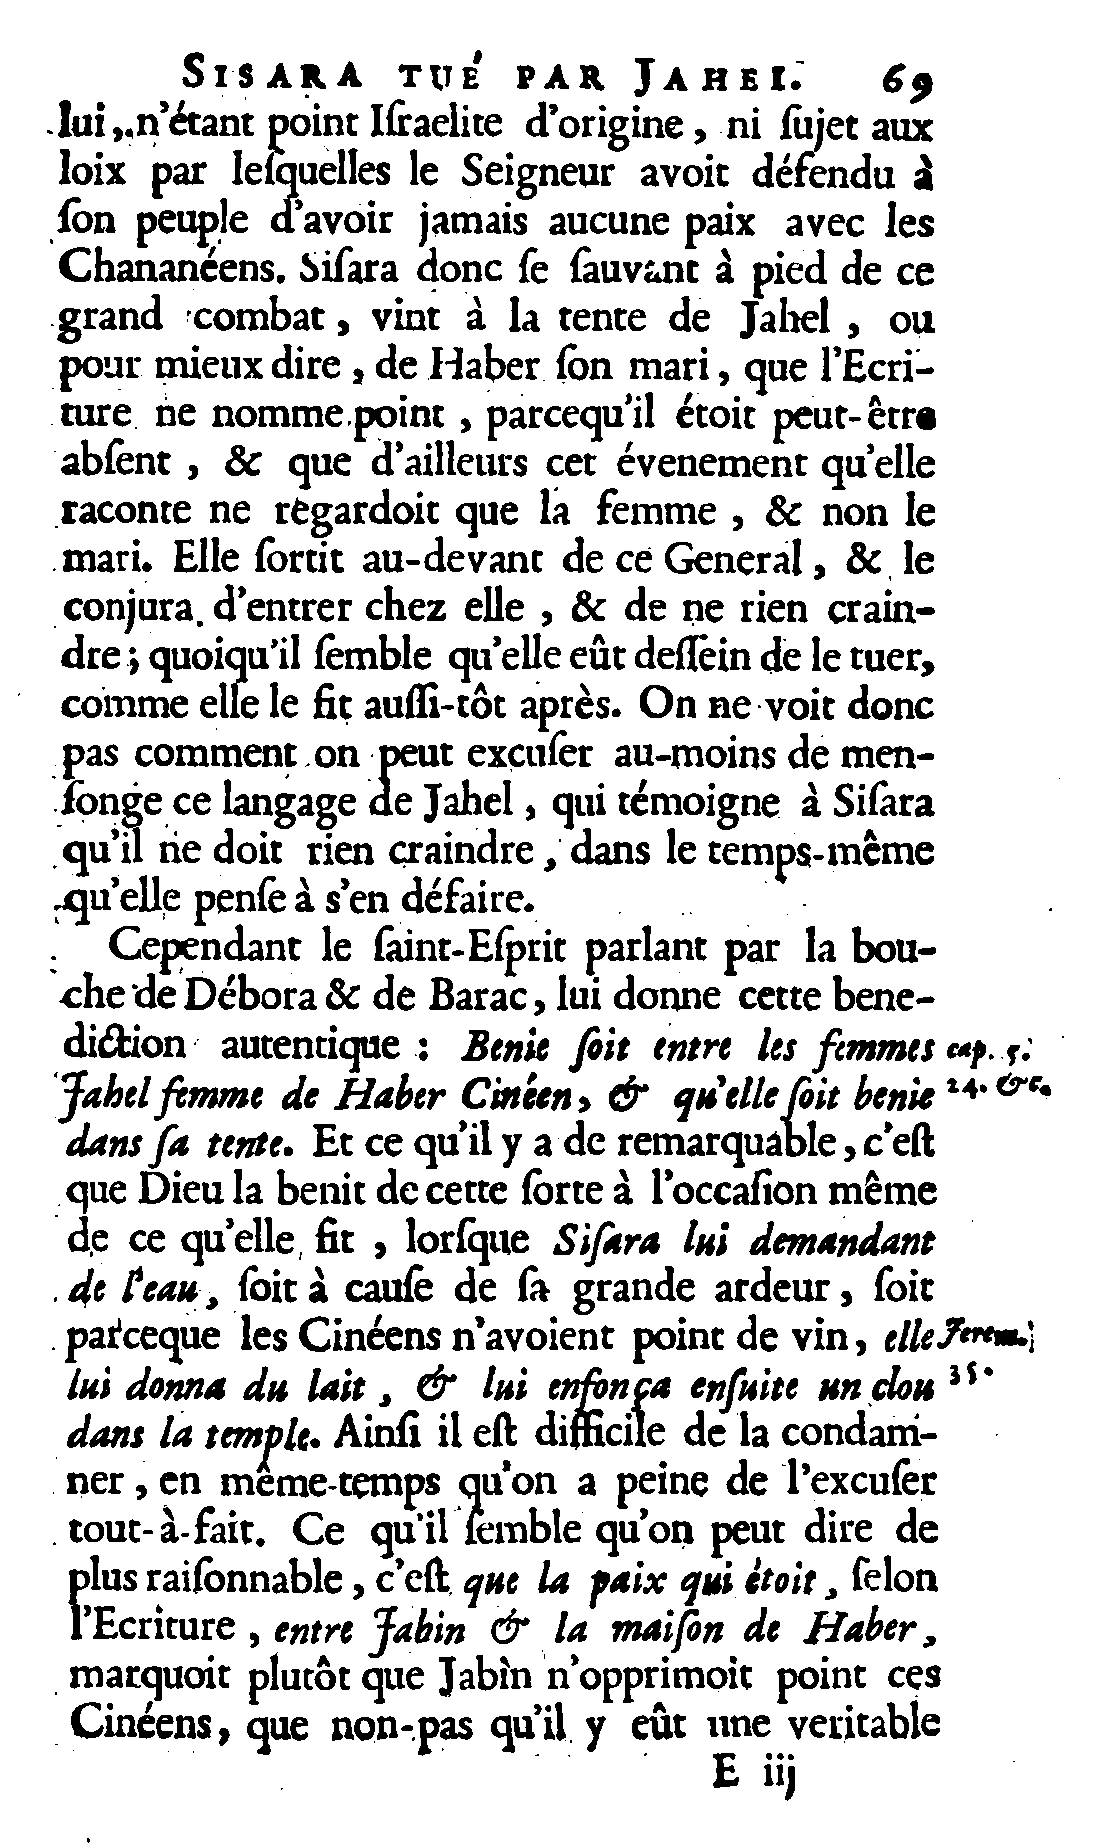 SISARA TUÉ PAR JAHEL. 69
lui, n'étant point Iſraelite d'origine, ni ſujet aux
loix par leſquelles le Seigneur avoit défendu à
ſon peuple d'avoir jamais aucune paix avec les
Chananéens. Siſara donc ſe ſauvant à pied de ce
grand combat, vint à la tente de Jahel, ou
pour mieux dire, de Haber ſon mari, que l'Ecri-
ture ne nomme point, parcequ'il étoit peut-être
abſent, & que d'ailleurs cet évenement qu'elle
raconte ne regardoit que la femme, & non le
mari. Elle ſortit au-devant de ce General, & le
conjura d'entrer chez elle, & de ne rien crain-
dre; quoiqu'il ſemble qu'elle eût deſſein de le tuer,
comme elle le fit auſſi-tôt après. On ne voit donc
pas comment on peut excuſer au-moins de men-
ſonge ce langage de Jahel, qui témoigne à Siſara
qu'il ne doit rien craindre, dans le temps-même
qu'elle penſe à s'en défaire.
Cependant le ſaint-Eſprit parlant par la bou-
che de Débora & de Barac, lui donne cette bene-
diction autentique : Benie ſoit entre les femmes cap. 5.
Jahel femme de Haber Cinéen, & qu'elle ſoit benie 24. &c.
dans ſa tente. Et ce qu'il y a de remarquable, c'eſt
que Dieu la benit de cette ſorte à l'occaſion même
de ce qu'elle fit, lorſque Siſara lui demandant
de l'eau, ſoit à cauſe de ſa grande ardeur, ſoit
parceque les Cinéens n'avoient point de vin, elle Jerem.
lui donna du lait, & lui enfonça enſuite un clou 35.
dans la temple. Ainſi il eſt difficile de la condam-
ner, en même-temps qu'on a peine de l'excuſer
tout-à-fait. Ce qu'il ſemble qu'on peut dire de
plus raiſonnable, c'eſt que la paix qui étoit, ſelon
l'Ecriture, entre Jabin & la maiſon de Haber,
marquoit plutôt que Jabin n'opprimoit point ces
Cinéens, que non-pas qu'il y eût une veritable
E iij